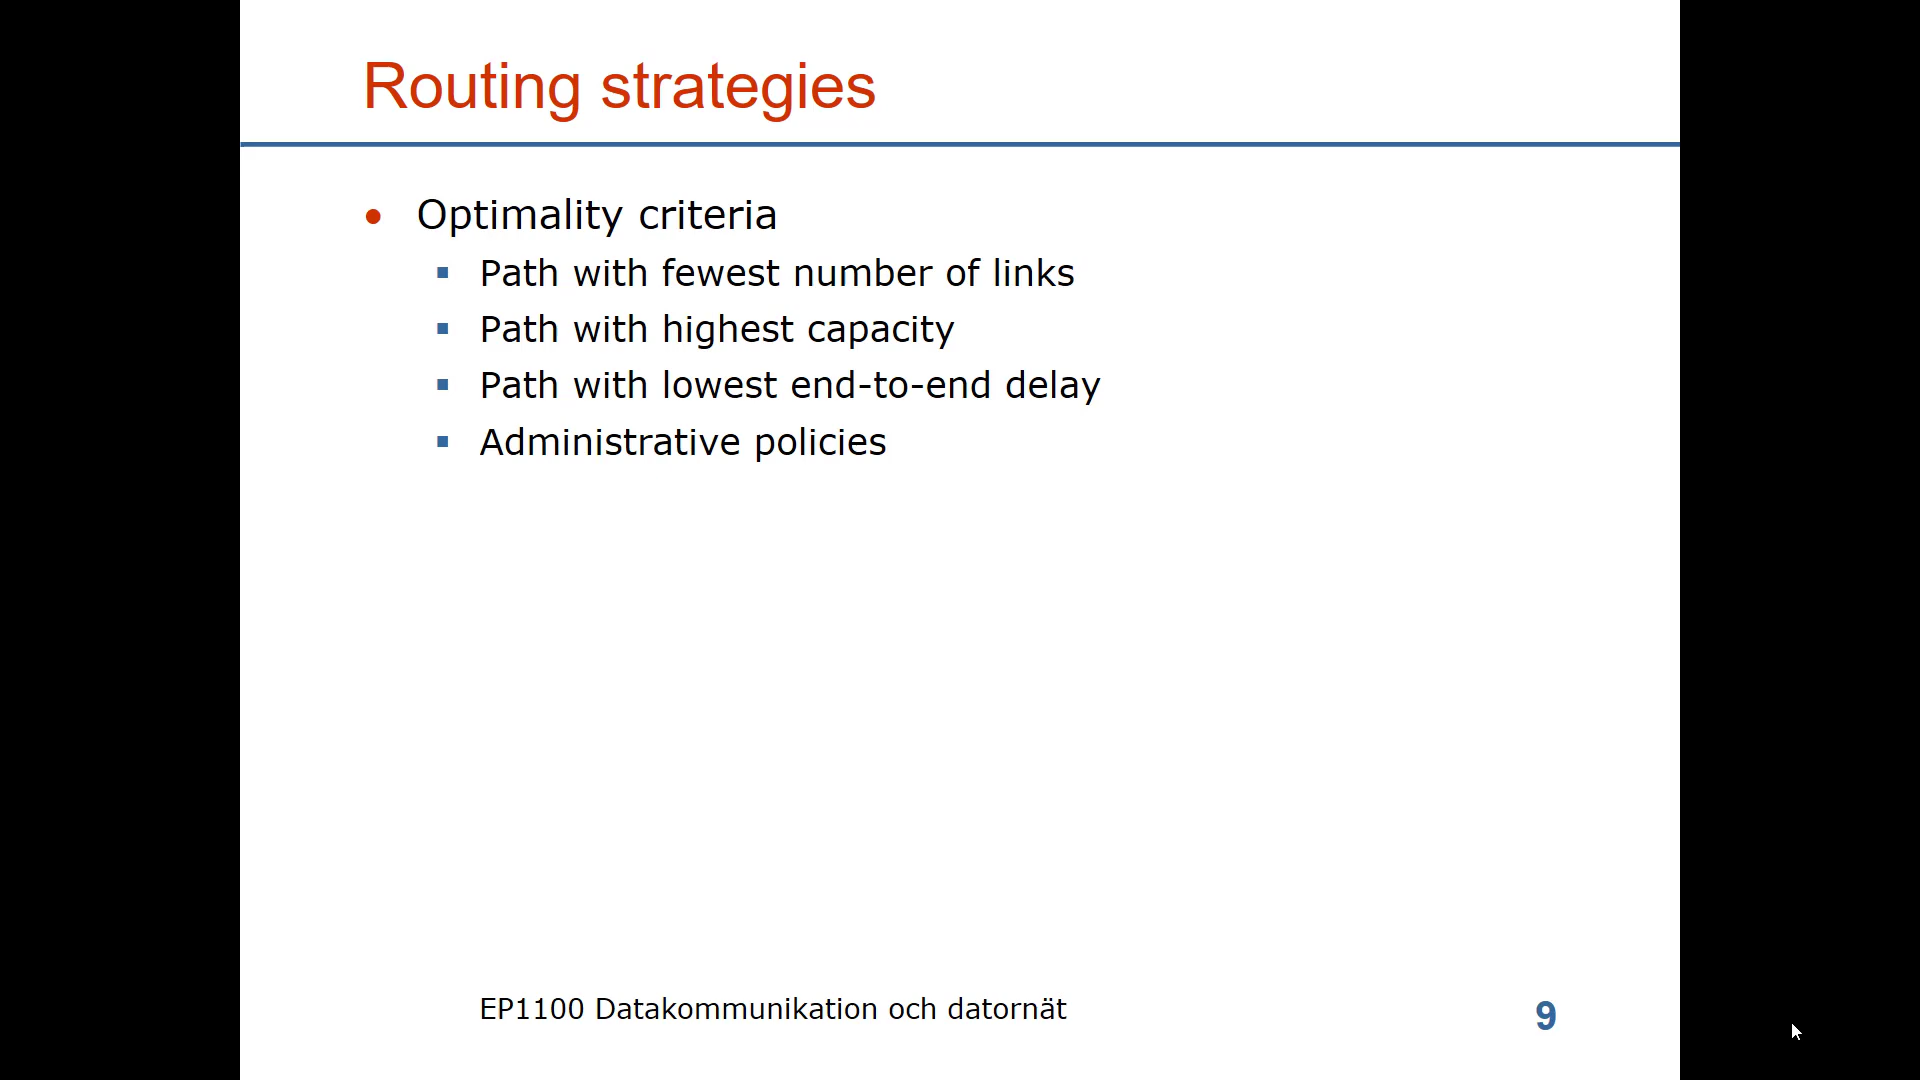 Routing strategies
Optimality criteria
Path with fewest number of links
Path with highest capacity
Path with lowest end-to-end delay
Administrative policies
EP1100 Datakommunikation och datornät
9